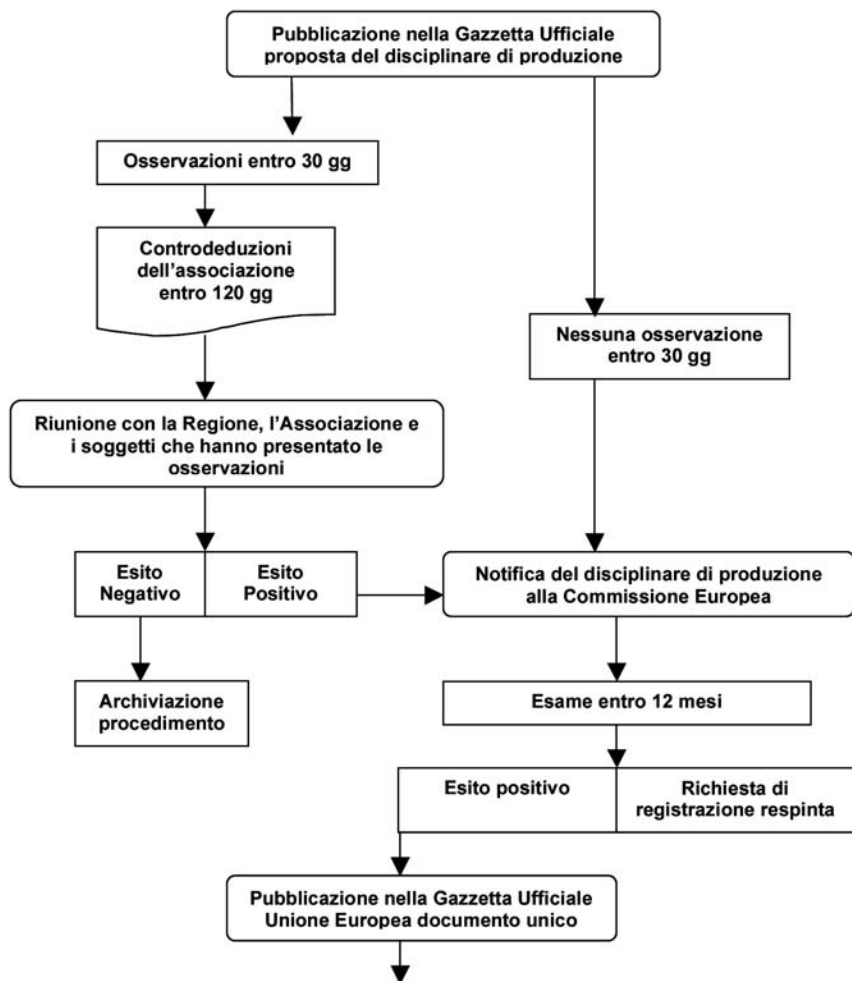 Pubblicazione nella Gazzetta Ufficiale
proposta del disciplinare di produzione
Osservazioni entro 30 gg
Controdeduzioni
dell’associazione
entro 120 gg
Nessuna osservazione
entro 30 gg
Riunione con la Regione, l’Associazione e
i soggetti che hanno presentato le
osservazioni
Esito
Negativo
Esito
Positivo
Notifica del disciplinare di produzione
alla Commissione Europea
Archiviazione
procedimento
Esame entro 12 mesi
Esito positivo
Richiesta di
registrazione respinta
Pubblicazione nella Gazzetta Ufficiale
Unione Europea documento unico